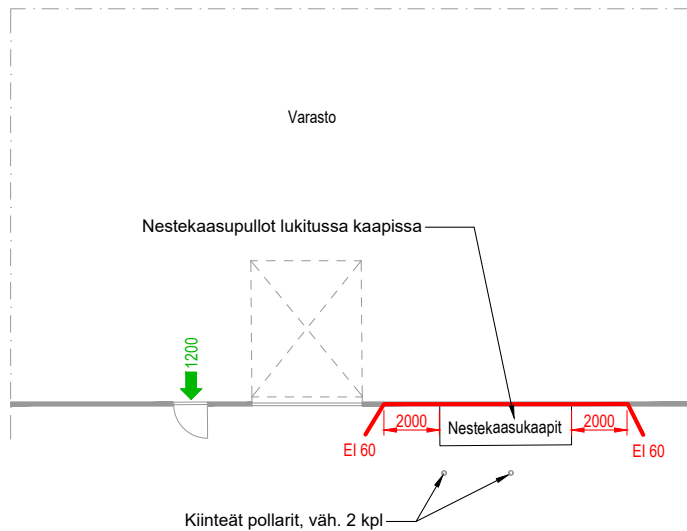 Varasto
Nestekaasupullot lukitussa kaapissa
1200
2000
Nestekaasukaapit
2000
EI 60
EI 60
Kiinteät pollarit, väh. 2 kpl